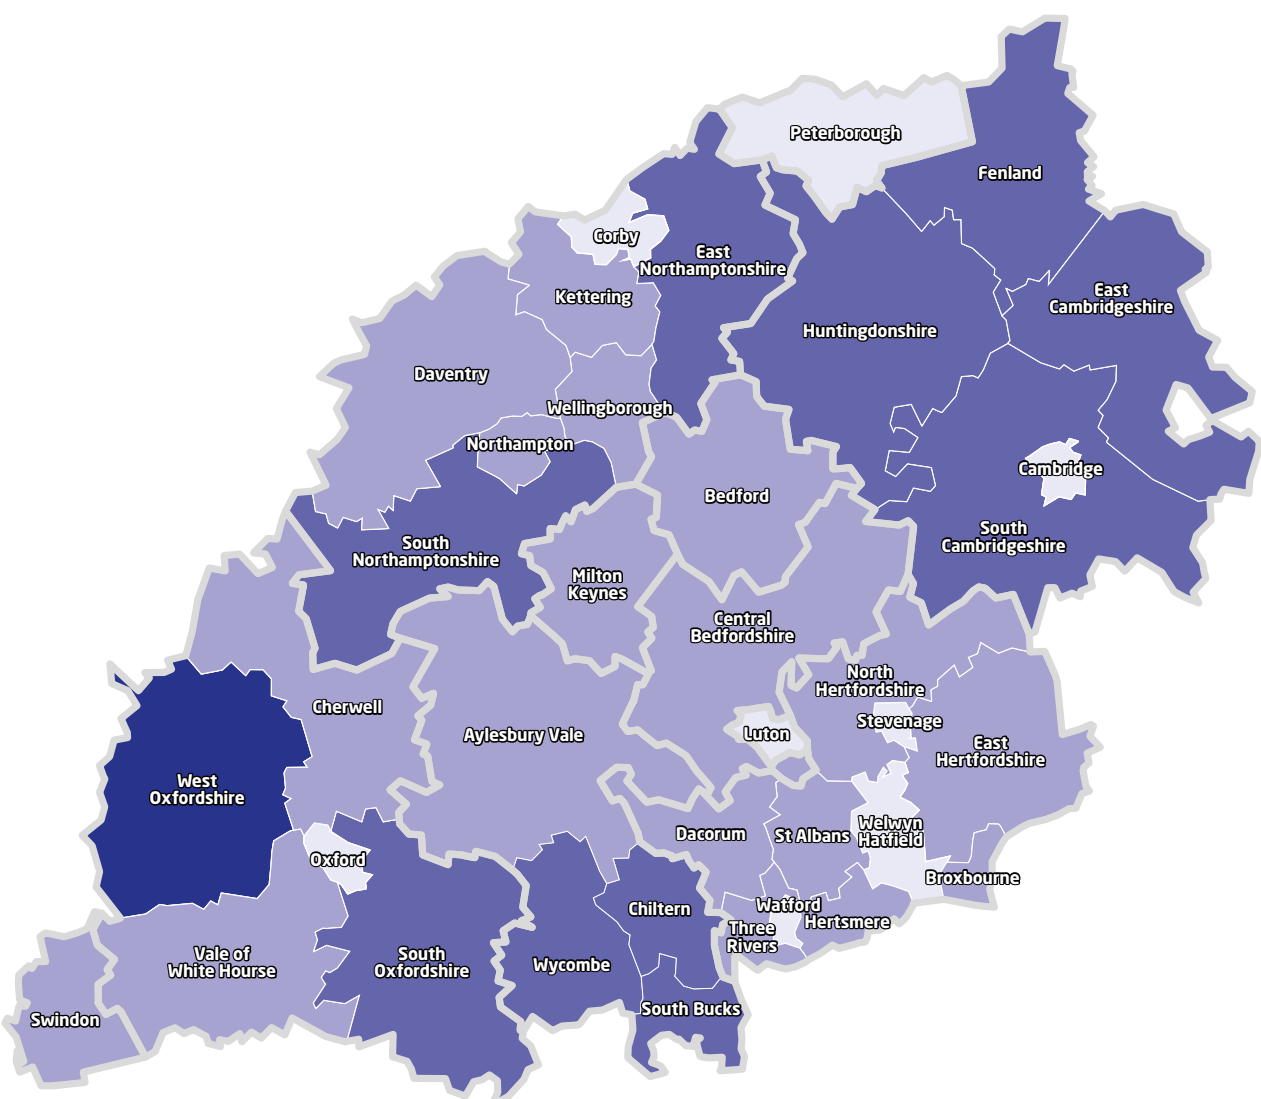 Peterborough
Fenland
Corby
East
Northamptonshire
Kettering
East
Cambridgeshire
Huntingdonshire
Daventry
Wellingborough
Northampton
Cambridge
Bedford
South
Cambridgeshire
South
Northamptonshire
Milton
Keynes
Central
Bedfordshire
North
Hertfordshire
Cherwell
Stevenage
Aylesbury Vale
Luton
East
Hertfordshire
West
Oxfordshire
Dacorum
St Albans
Welwyn
Hatfield
Oxford
Broxbourne
Chiltern
Watford
Hertsmere
Three
Rivers
Vale of
White Hourse
South
Oxfordshire
Wycombe
South Bucks
Swindon